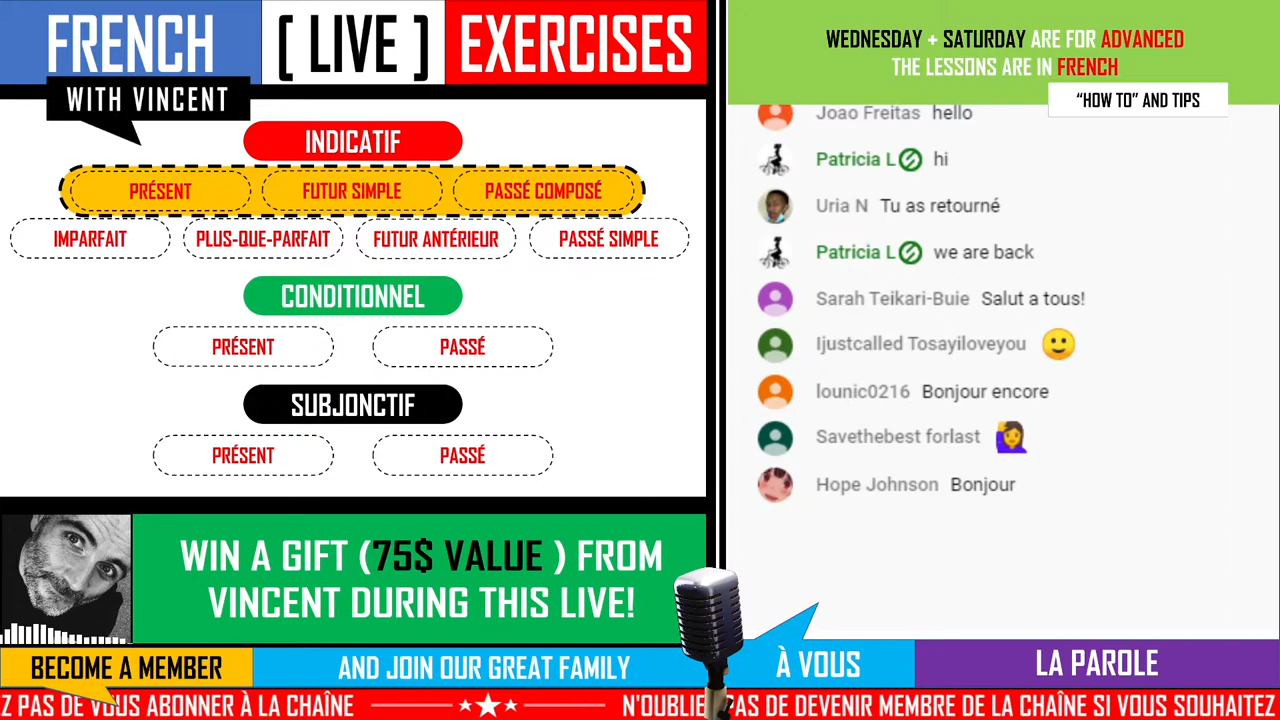 FRENCH [ LIVE ] EXERCISES
WITH VINCENT
INDICATIF
PRÉSENT FUTUR SIMPLE PASSÉ COMPOSÉ
IMPARFAIT PLUS-QUE-PARFAIT FUTUR ANTÉRIEUR PASSÉ SIMPLE
CONDITIONNEL
PRÉSENT PASSÉ
SUBJONCTIF
PRÉSENT PASSÉ
WIN A GIFT (75$ VALUE ) FROM
VINCENT DURING THIS LIVE!
BECOME A MEMBER AND JOIN OUR GREAT FAMILY
WEDNESDAY + SATURDAY ARE FOR ADVANCED
THE LESSONS ARE IN FRENCH
“HOW TO” AND TIPS
Joao Freitas hello
Patricia L hi
Uria N Tu as retourné
Patricia L we are back
Sarah Teikari-Buie Salut a tous!
Ijustcalled Tosayiloveyou 🙂
lounic0216 Bonjour encore
Savethebest forlast 🙋‍♀️
Hope Johnson Bonjour
À VOUS LA PAROLE
Z PAS DE VOUS ABONNER À LA CHAÎNE N'OUBLIE PAS DE DEVENIR MEMBRE DE LA CHAÎNE SI VOUS SOUHAITEZ